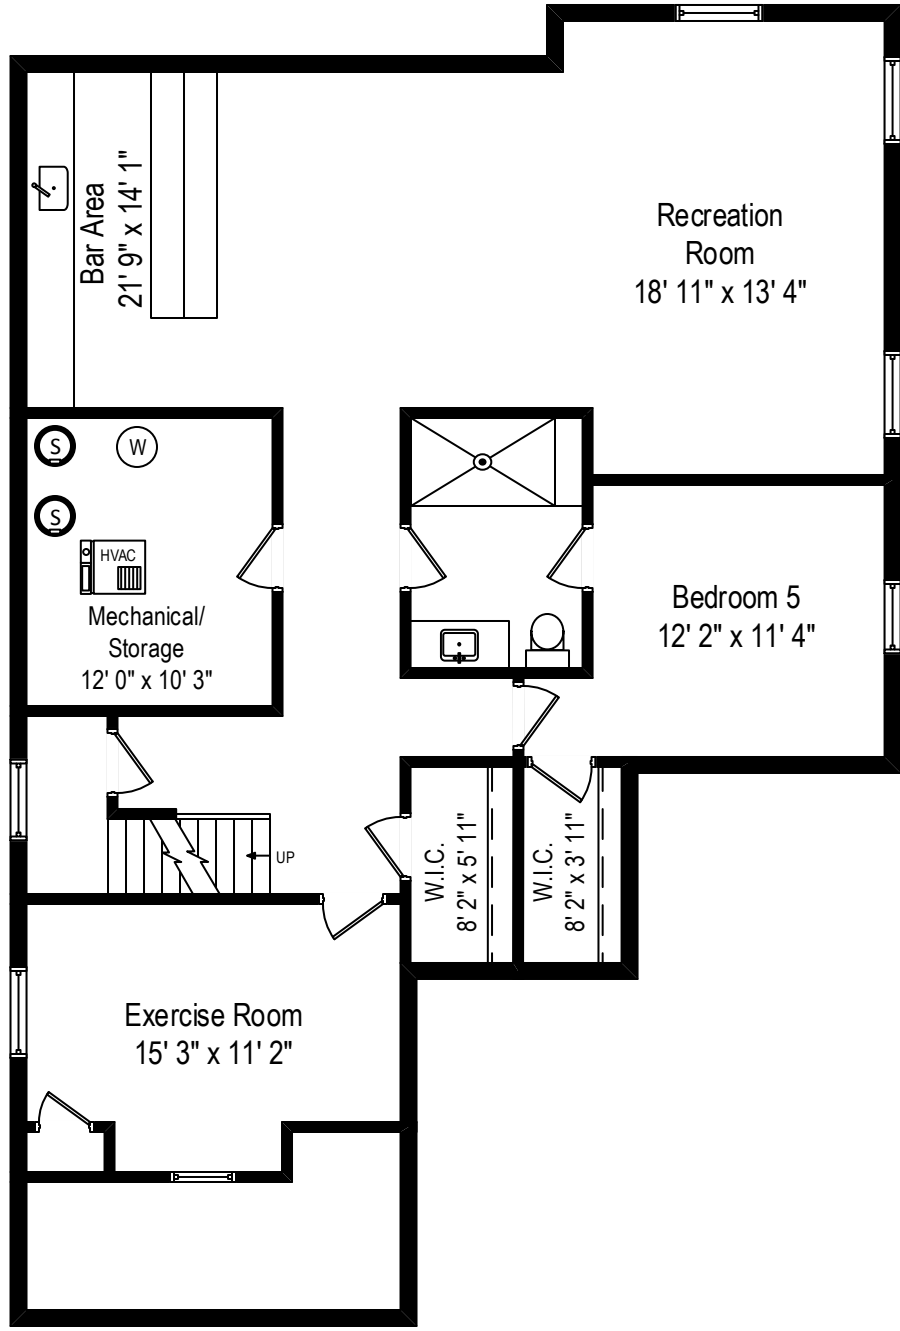 Bar Area
21' 9" x 14' 1"
Recreation
Room
18' 11" x 13' 4"
S
W
S
HVAC
Mechanical/
Storage
12' 0" x 10' 3"
Bedroom 5
12' 2" x 11' 4"
UP
W.I.C.
8' 2" x 5' 11"
W.I.C.
8' 2" x 3' 11"
Exercise Room
15' 3" x 11' 2"